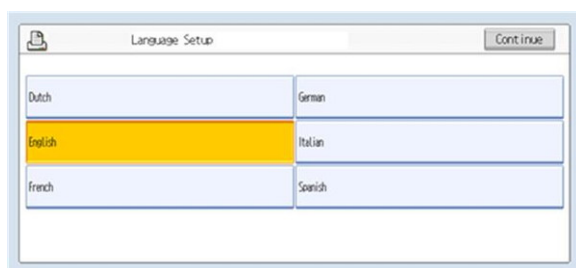 Language Setup
Continue
Dutch
German
English
Italian
French
Spanish